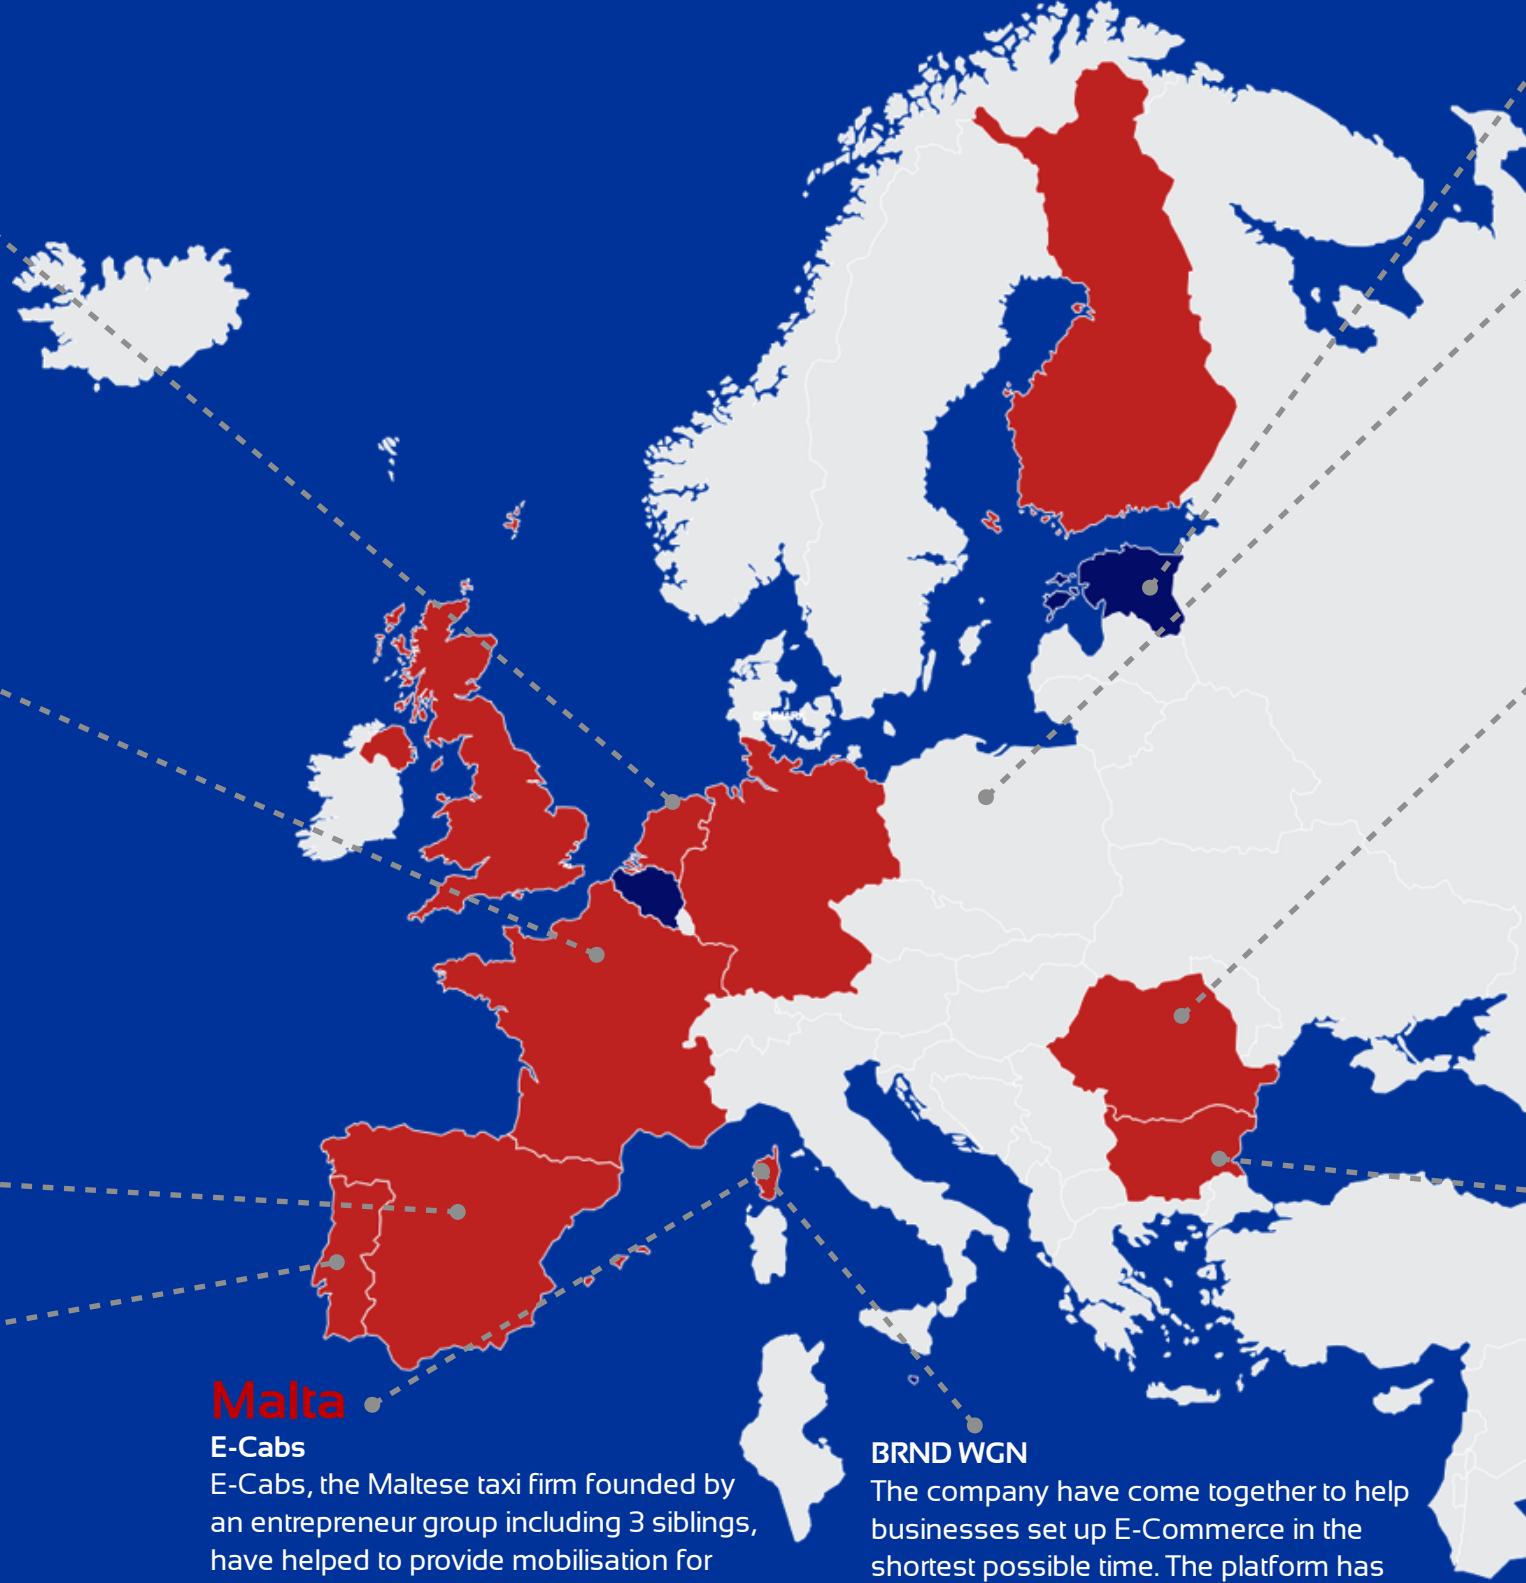 DENMARK
Malta
E-Cabs
E-Cabs, the Maltese taxi firm founded by
an entrepreneur group including 3 siblings,
have helped to provide mobilisation for
BRND WGN
The company have come together to help
businesses set up E-Commerce in the
shortest possible time. The platform has